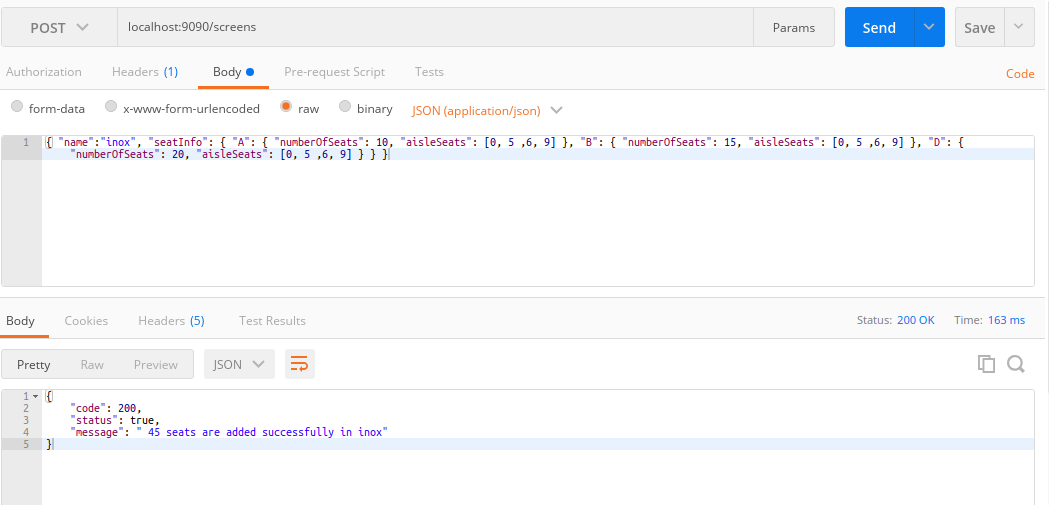 POST localhost:9090/screens Params Send Save
Authorization Headers (1) Body Pre-request Script Tests Code
form-data x-www-form-urlencoded raw binary JSON (application/json)
1 { "name":"inox", "seatInfo": { "A": { "numberOfSeats": 10, "aisleSeats": [0, 5 ,6, 9] }, "B": { "numberOfSeats": 15, "aisleSeats": [0, 5 ,6, 9] }, "D": {
"numberOfSeats": 20, "aisleSeats": [0, 5 ,6, 9] } } }
Body Cookies Headers (5) Test Results Status: 200 OK Time: 163 ms
Pretty Raw Preview JSON
1 {
2 "code": 200,
3 "status": true,
4 "message": " 45 seats are added successfully in inox"
5 }